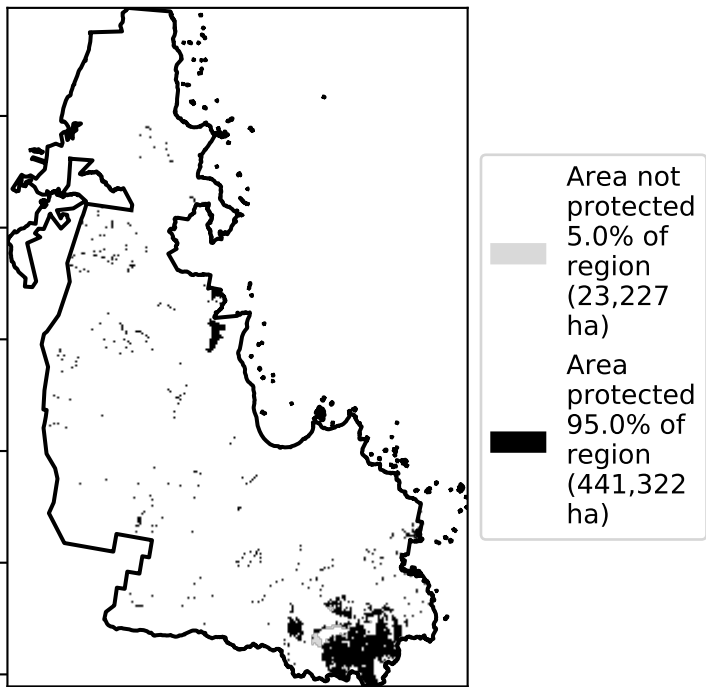 Area not
protected
5.0% of
region
(23,227
ha)
Area
protected
95.0% of
region
(441,322
ha)